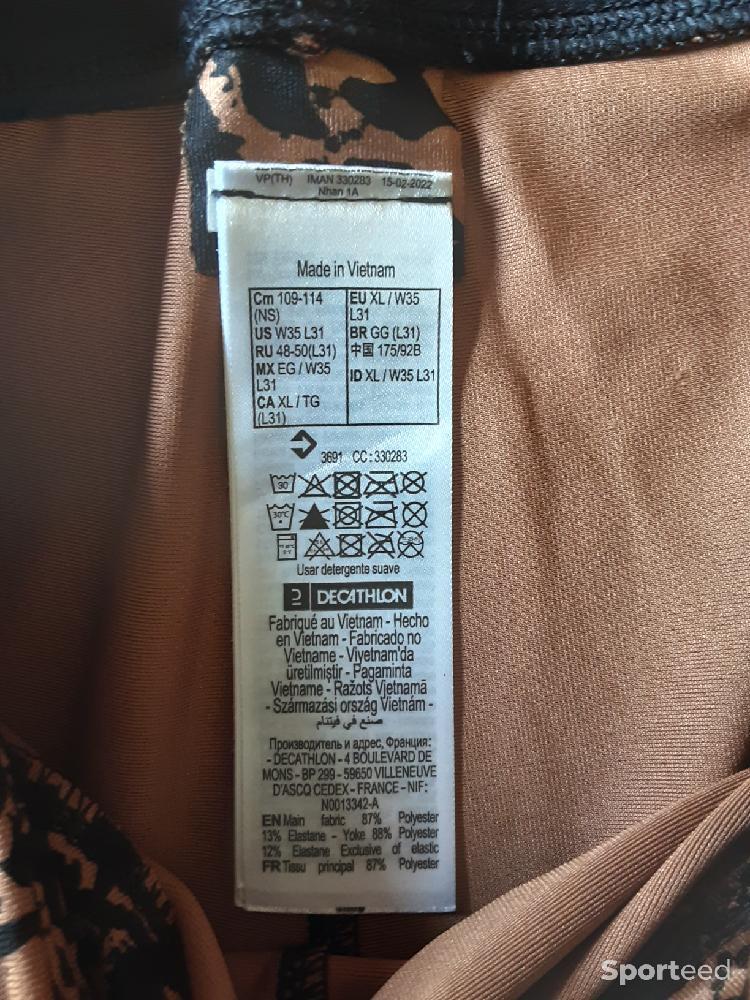 VP(TH) IMAN 330283 15-02-2022
Nhan 1A
Made in Vietnam
Cm 109-114
(NS)
US W35 L31
RU 48-50(L31)
MX EG / W35
L31
CA XL / TG
(L31)
EU XL / W35
L31
BR GG (L31)
中国 175/92B
ID XL / W35 L31
3691 CC : 330283
30
30°C
Usar detergente suave
DECATHLON
Fabriqué au Vietnam - Hecho
en Vietnam - Fabricado no
Vietname - Viyetnam'da
üretilmiştir - Pagaminta
Vietname - Ražots Vjetnamā
- Származási ország Vietnám -
صنع في فيتنام
Производитель и адрес, Франция:
- DECATHLON - 4 BOULEVARD DE
MONS - BP 299 - 59650 VILLENEUVE
D'ASCQ CEDEX - FRANCE - NIF:
N0013342-A
EN Main fabric 87% Polyester
13% Elastane - Yoke 88% Polyester
12% Elastane Exclusive of elastic
FR Tissu principal 87% Polyester
Sporteed